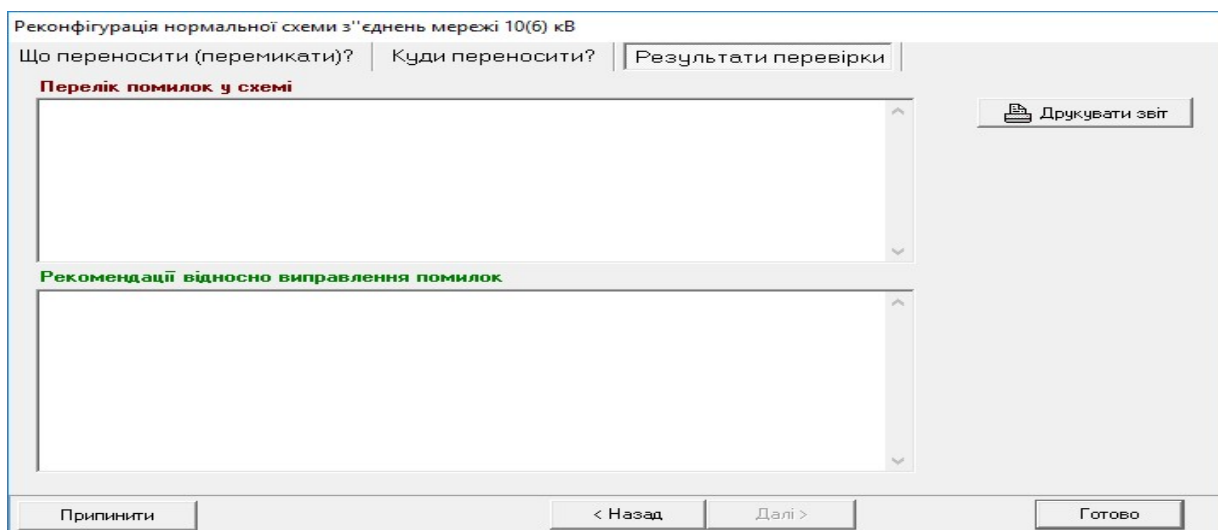 Реконфігурація нормальної схеми з''єднень мережі 10(6) кВ
Що переносити (перемикати)? Куди переносити? Результати перевірки
Перелік помилок у схемі
Друкувати звіт
Рекомендації відносно виправлення помилок
Припинити < Назад Далі > Готово